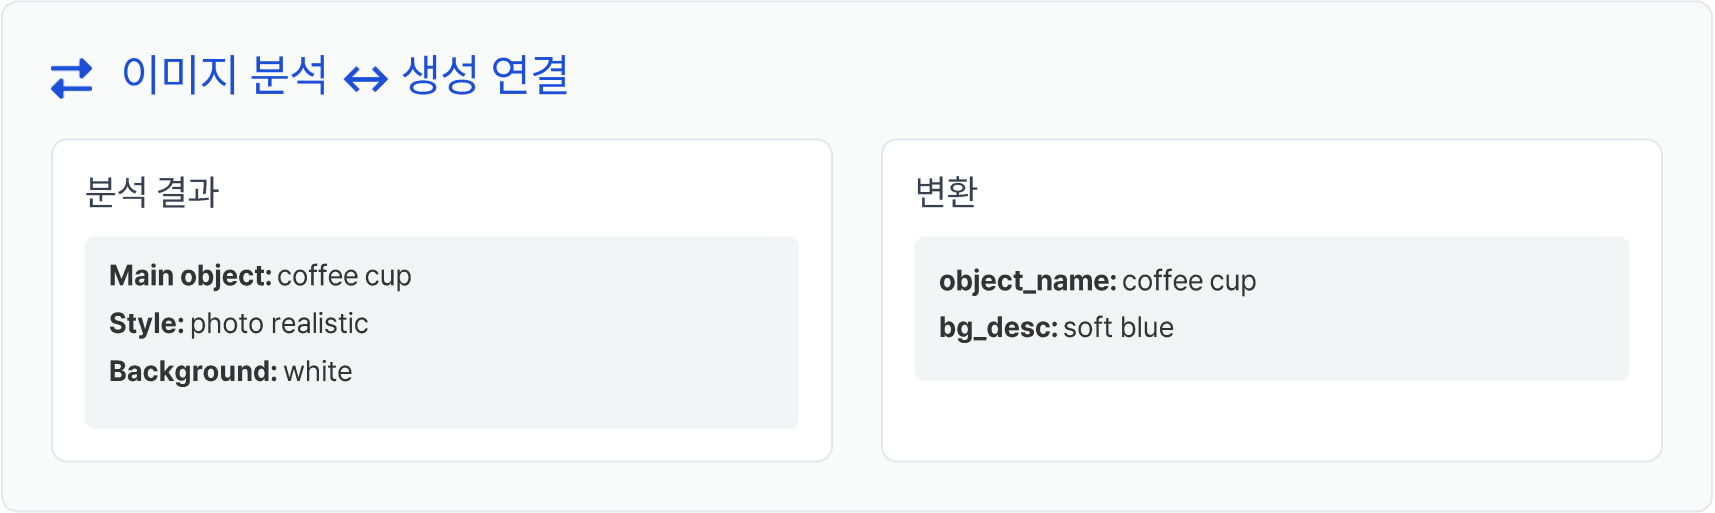 이미지 분석 ↔ 생성 연결
분석 결과
Main object: coffee cup
Style: photo realistic
Background: white
변환
object_name: coffee cup
bg_desc: soft blue